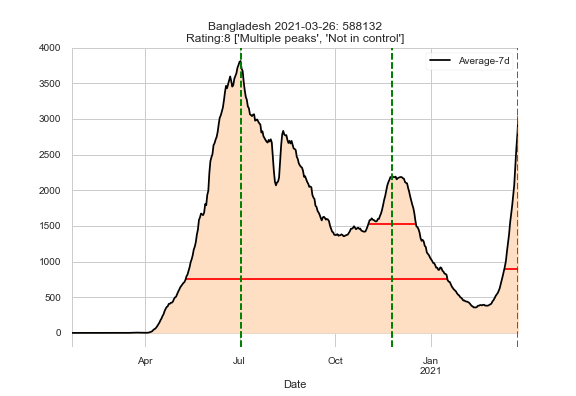 Bangladesh 2021-03-26: 588132
Rating:8 ['Multiple peaks', 'Not in control']
Average-7d
4000
3500
3000
2500
2000
1500
1000
500
0
Apr
Jul
Oct
Jan
2021
Date